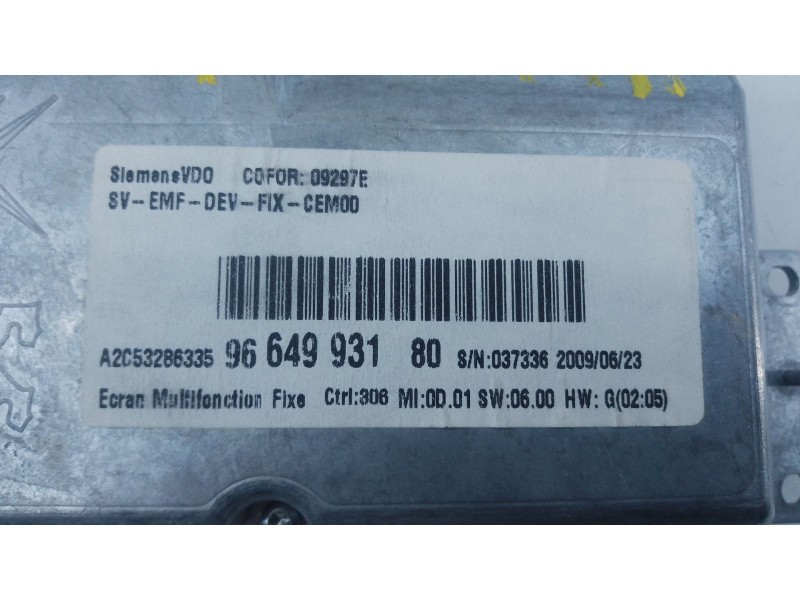 SiemensVDO COFOR: 09297E
SV-EMF-DEV-FIX-CEM00
A2C53286335 96 649 931 80 S/N:037336 2009/06/23
Ecran Multifonction Fixe Ctrl:306 MI:0D.01 SW:06.00 HW: G(02:05)